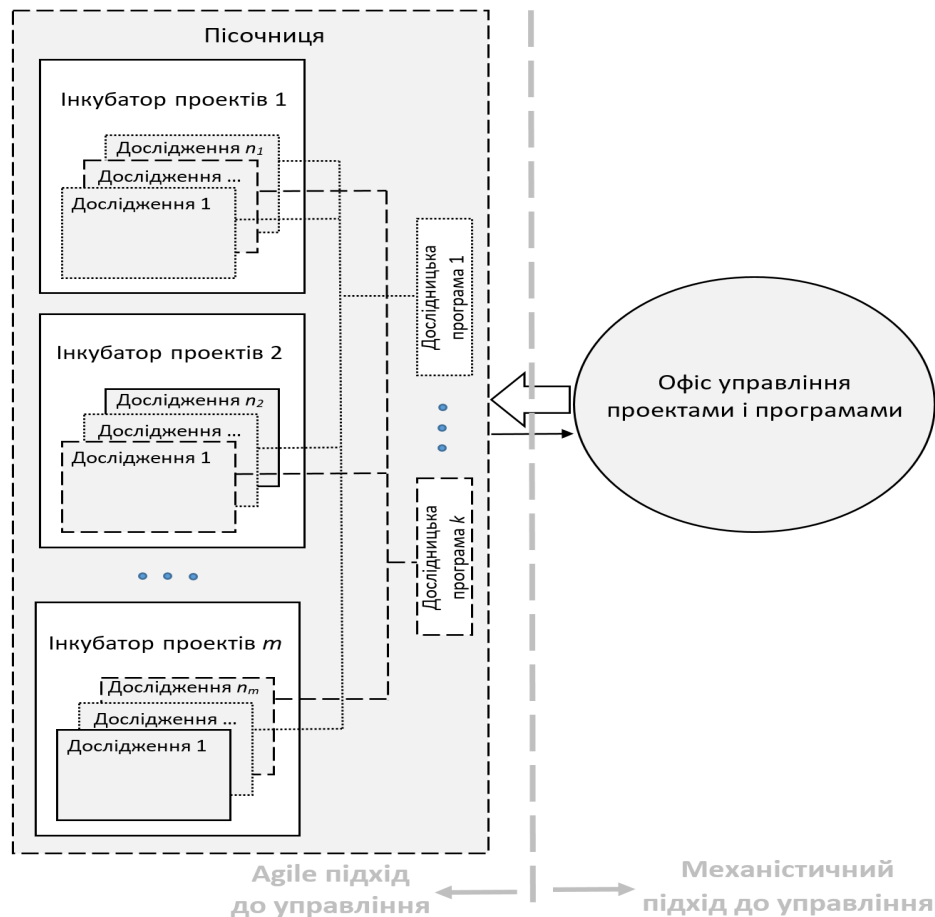 Пісочниця
Інкубатор проектів 1
Дослідження n₁
Дослідження ...
Дослідження 1
Інкубатор проектів 2
Дослідження n₂
Дослідження ...
Дослідження 1
Інкубатор проектів m
Дослідження nₘ
Дослідження ...
Дослідження 1
Дослідницька
програма 1
Дослідницька
програма k
Офіс управління
проектами і програмами
Agile підхід
до управління
Механістичний
підхід до управління